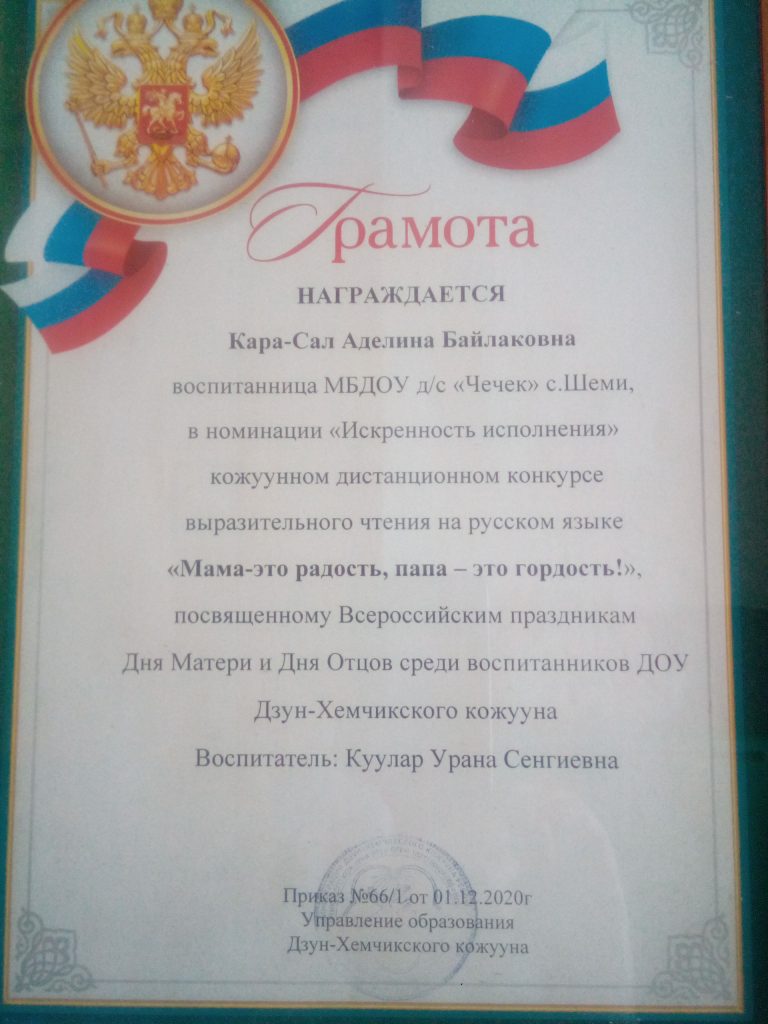 Грамота
НАГРАЖДАЕТСЯ
Кара-Сал Аделина Байлаковна
воспитанница МБДОУ д/с «Чечек» с.Шеми,
в номинации «Искренность исполнения»
кожуунном дистанционном конкурсе
выразительного чтения на русском языке
«Мама-это радость, папа – это гордость!»,
посвященному Всероссийским праздникам
Дня Матери и Дня Отцов среди воспитанников ДОУ
Дзун-Хемчикского кожууна
Воспитатель: Куулар Урана Сенгиевна
Приказ №66/1 от 01.12.2020г
Управление образования
Дзун-Хемчикского кожууна